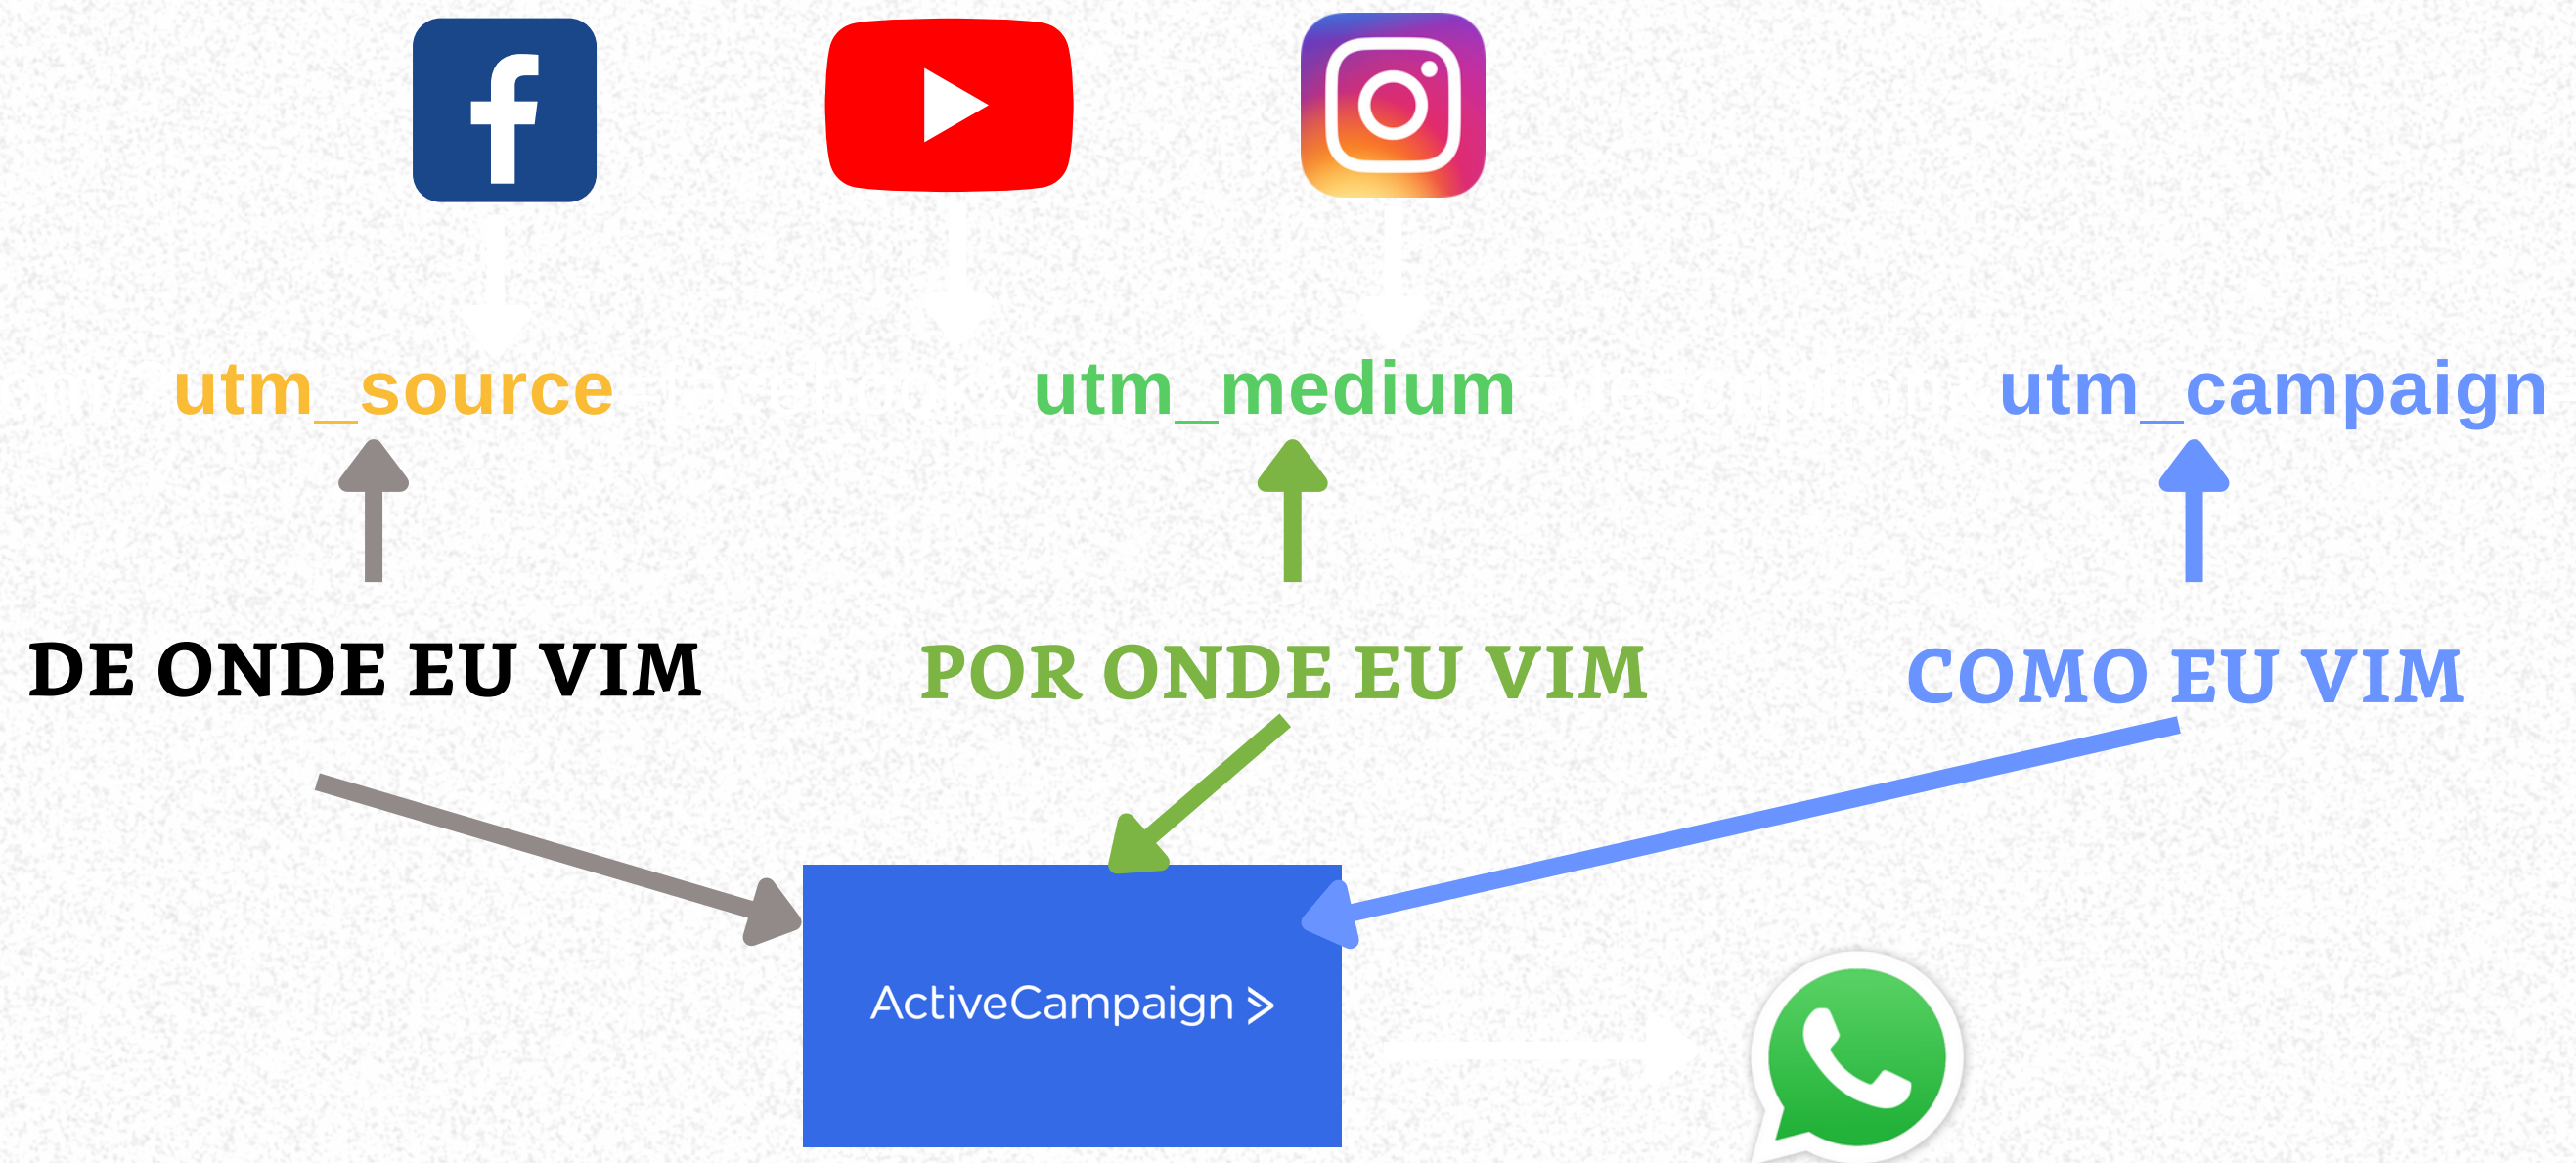 utm_source
utm_medium
utm_campaign
DE ONDE EU VIM
POR ONDE EU VIM
COMO EU VIM
ActiveCampaign